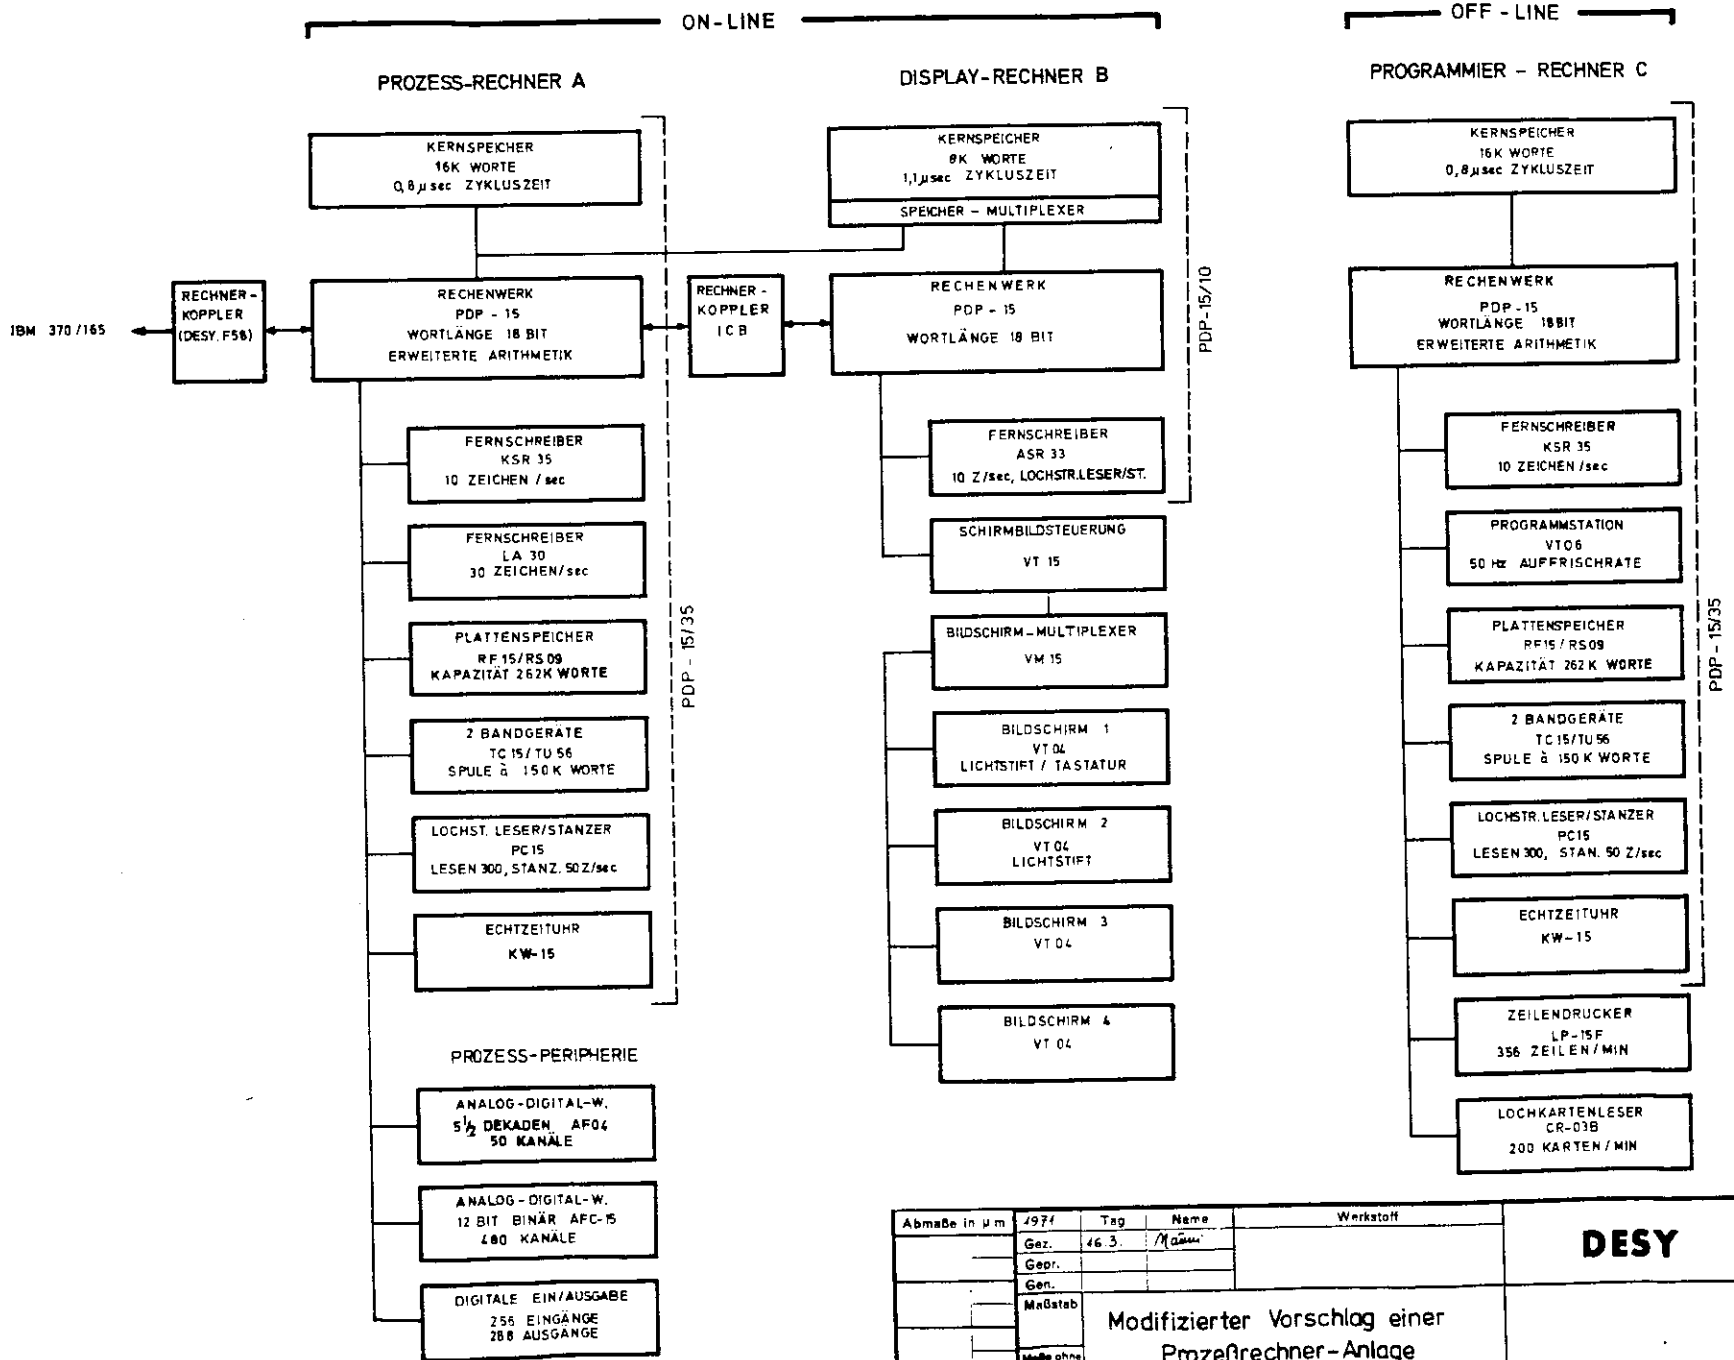 ON-LINE
OFF - LINE
PROZESS-RECHNER A
DISPLAY-RECHNER B
PROGRAMMIER - RECHNER C
KERNSPEICHER
16K WORTE
0,8 µsec ZYKLUSZEIT
KERNSPEICHER
8K WORTE
1,1 µsec ZYKLUSZEIT
SPEICHER - MULTIPLEXER
KERNSPEICHER
16K WORTE
0,8 µsec ZYKLUSZEIT
IBM 370/165
RECHNER-
KOPPLER
(DESY. F58)
RECHENWERK
PDP - 15
WORTLÄNGE 18 BIT
ERWEITERTE ARITHMETIK
RECHNER-
KOPPLER
ICB
RECHENWERK
PDP - 15
WORTLÄNGE 18 BIT
PDP-15/10
RECHENWERK
PDP-15
WORTLÄNGE 18 BIT
ERWEITERTE ARITHMETIK
FERNSCHREIBER
KSR 35
10 ZEICHEN / sec
FERNSCHREIBER
LA 30
30 ZEICHEN/sec
PLATTENSPEICHER
RF 15/RS 09
KAPAZITÄT 262K WORTE
2 BANDGERÄTE
TC 15/TU 56
SPULE à 150 K WORTE
LOCHST. LESER/STANZER
PC15
LESEN 300, STANZ. 50 Z/sec
ECHTZEITUHR
KW-15
PDP - 15/35
PROZESS-PERIPHERIE
ANALOG-DIGITAL-W.
5 1/2 DEKADEN AF04
50 KANÄLE
ANALOG-DIGITAL-W.
12 BIT BINÄR AFC-15
480 KANÄLE
DIGITALE EIN/AUSGABE
256 EINGÄNGE
288 AUSGÄNGE
FERNSCHREIBER
ASR 33
10 Z/sec, LOCHSTR.LESER/ST.
SCHIRMBILDSTEUERUNG
VT 15
BILDSCHIRM-MULTIPLEXER
VM 15
BILDSCHIRM 1
VT 04
LICHTSTIFT / TASTATUR
BILDSCHIRM 2
VT 04
LICHTSTIFT
BILDSCHIRM 3
VT 04
BILDSCHIRM 4
VT 04
FERNSCHREIBER
KSR 35
10 ZEICHEN/sec
PROGRAMMSTATION
VT06
50 Hz AUFFRISCHRATE
PLATTENSPEICHER
RF15 / RS09
KAPAZITÄT 262 K WORTE
2 BANDGERÄTE
TC15/TU 56
SPULE à 150 K WORTE
LOCHSTR. LESER/STANZER
PC15
LESEN 300, STAN. 50 Z/sec
ECHTZEITUHR
KW-15
PDP-15/35
ZEILENDRUCKER
LP-15F
356 ZEILEN/MIN
LOCHKARTENLESER
CR-03B
200 KARTEN/MIN
Abmaße in µm 1971 Tag Name Werkstoff
Gez. 16.3.
Gepr.
Gen.
DESY
Maßstab
Modifizierter Vorschlag einer
Prozeßrechner-Anlage
Maße ohne